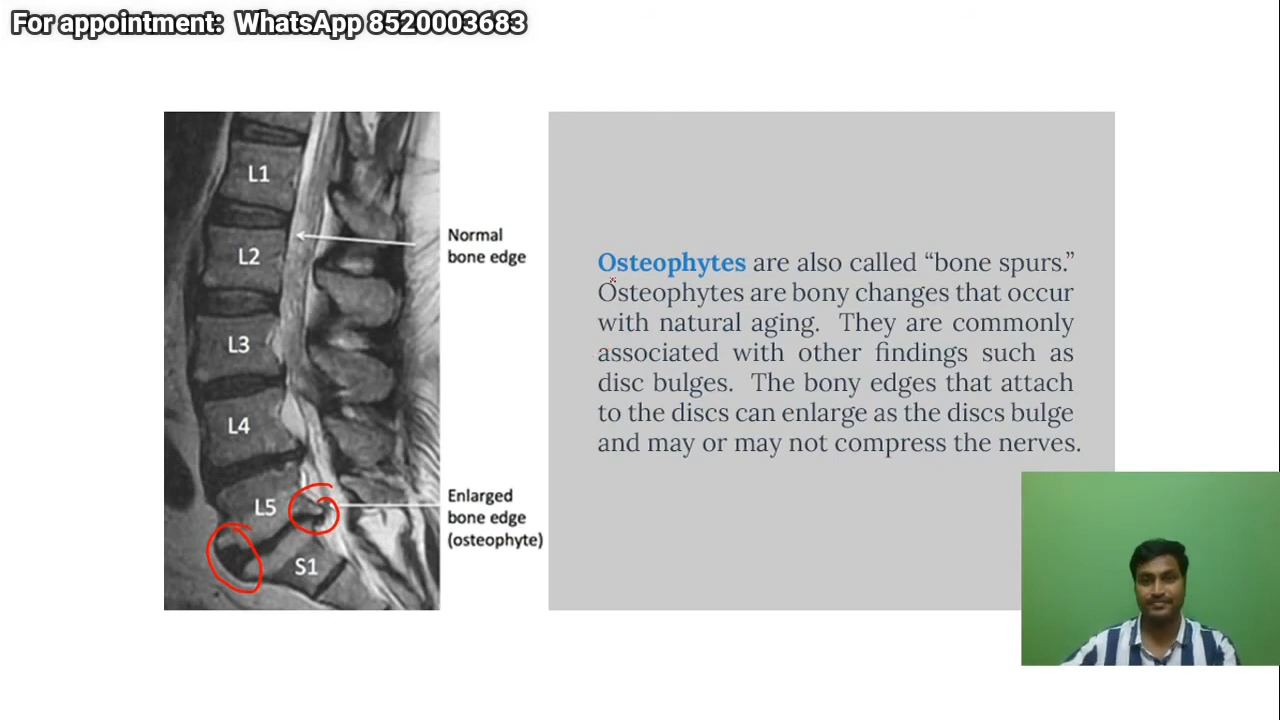 For appointment: WhatsApp 8520003683
L1
L2
L3
L4
L5
S1
Normal
bone edge
Enlarged
bone edge
(osteophyte)
Osteophytes are also called “bone spurs.”
Osteophytes are bony changes that occur
with natural aging. They are commonly
associated with other findings such as
disc bulges. The bony edges that attach
to the discs can enlarge as the discs bulge
and may or may not compress the nerves.